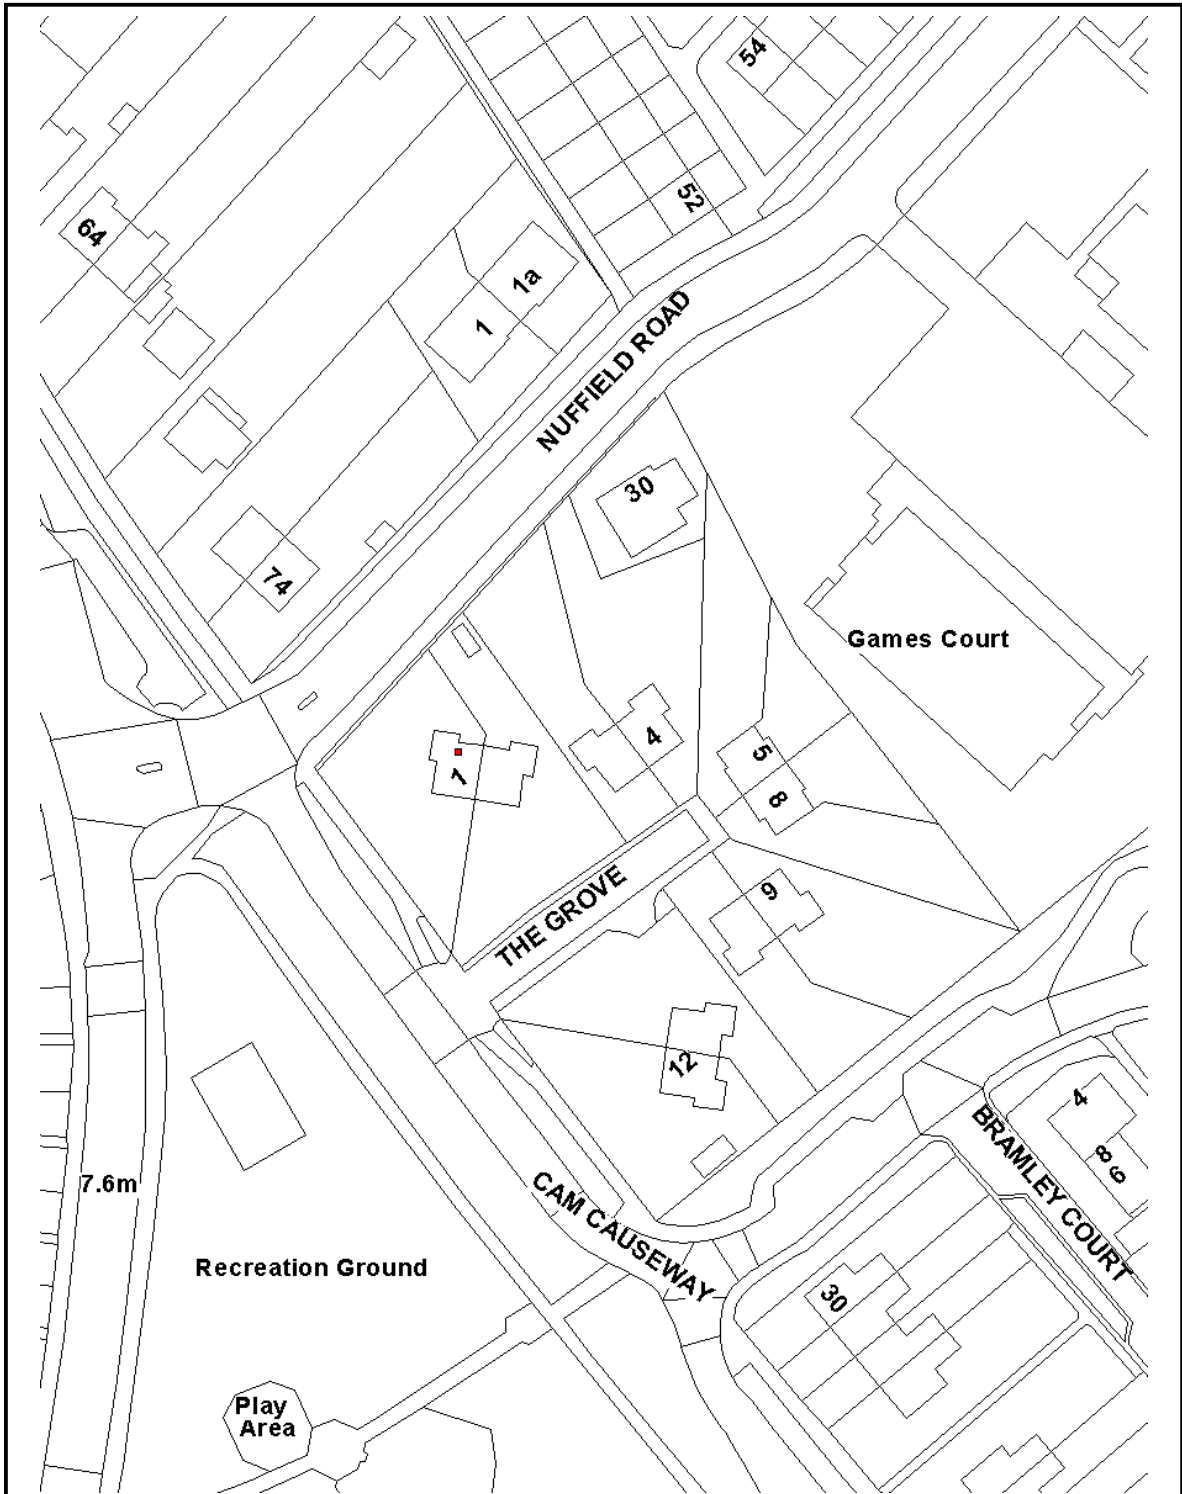 54
52
64
1a
1
NUFFIELD ROAD
30
74
Games Court
4
5
1
8
THE GROVE
9
12
4
BRAMLEY COURT
8
6
7.6m
CAM CAUSEWAY
Recreation Ground
30
Play
Area